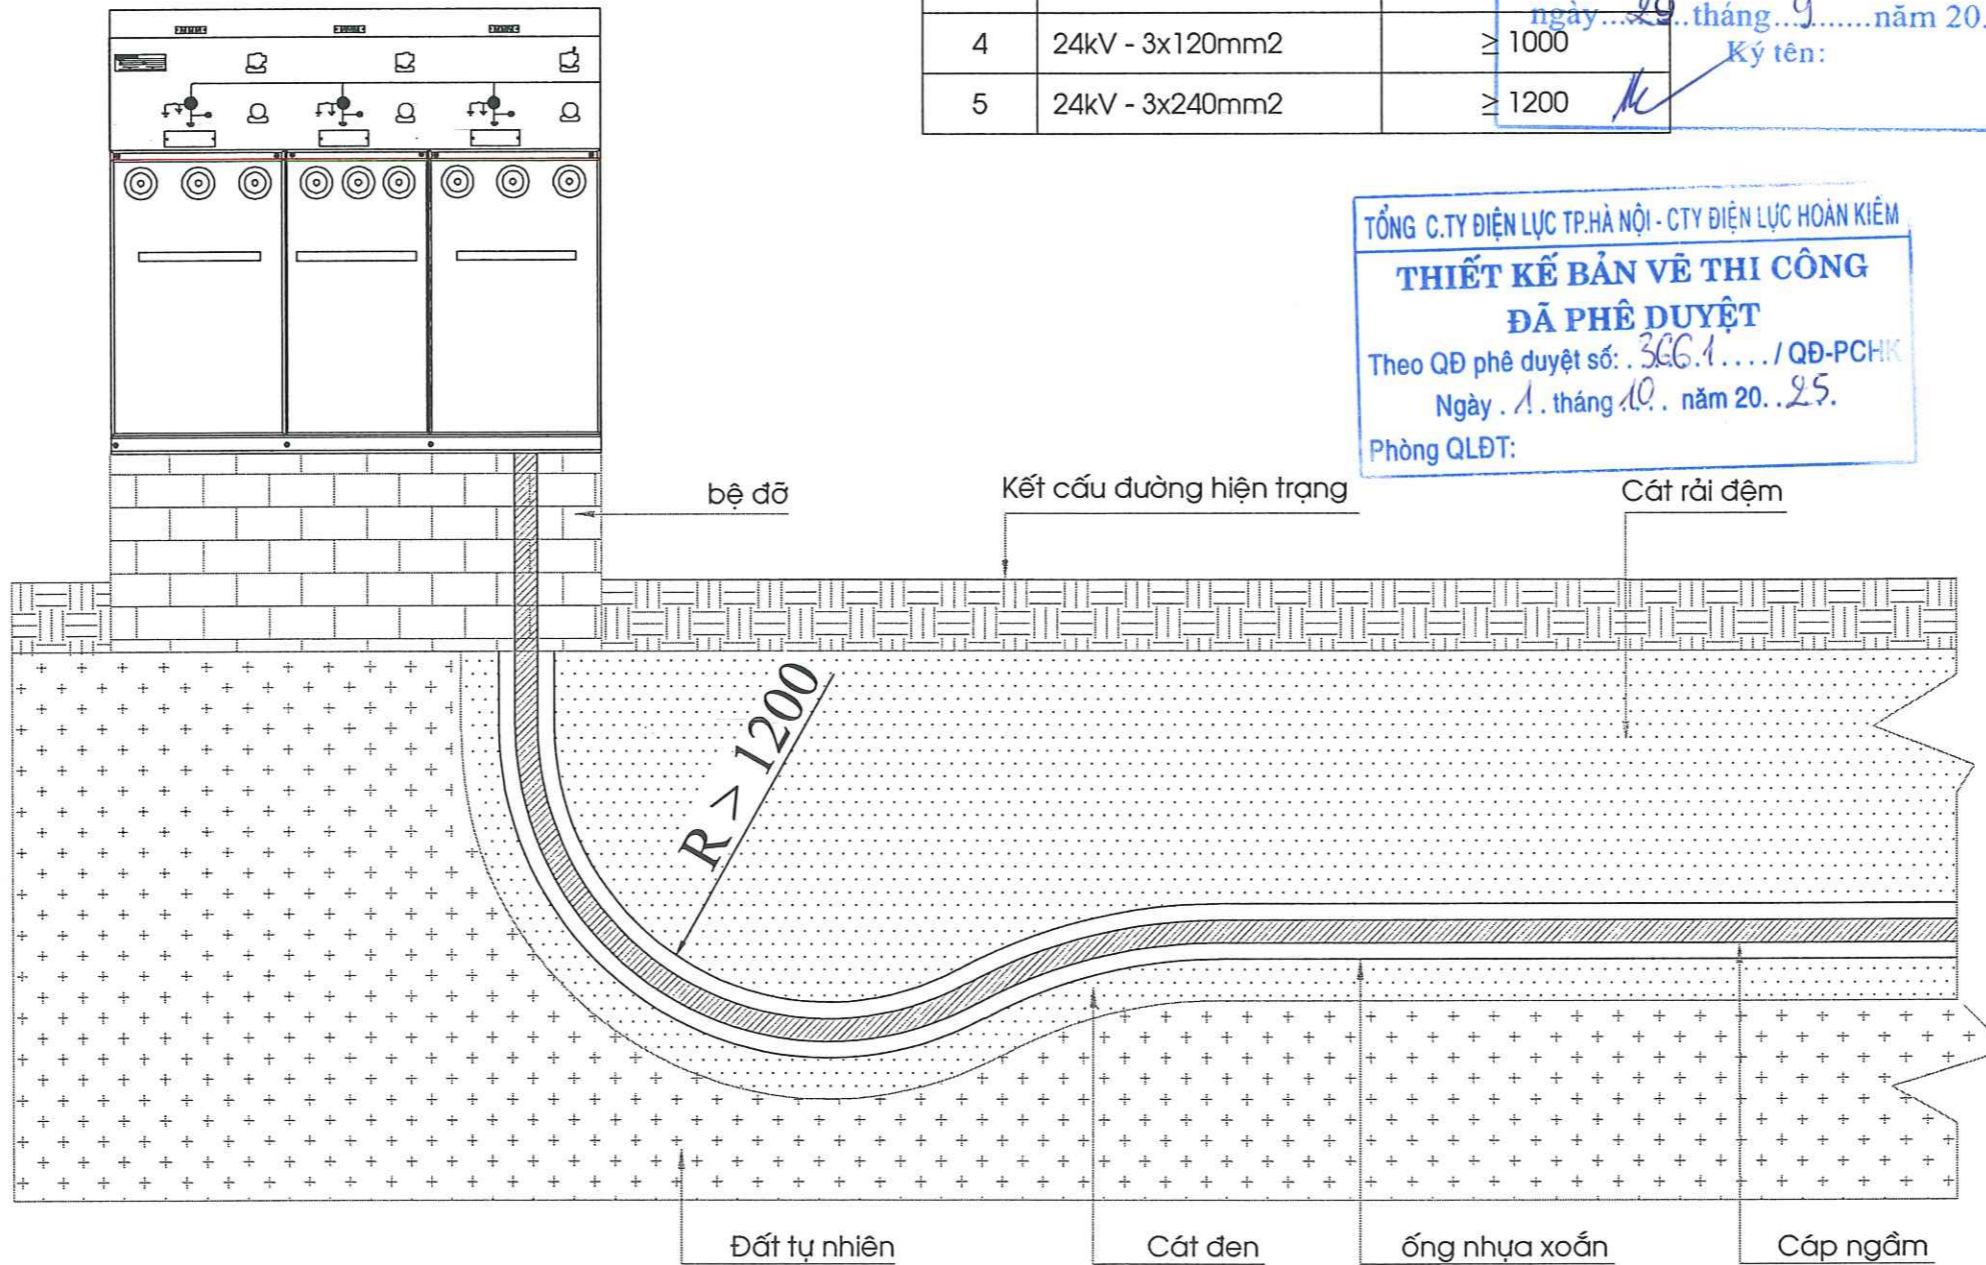 ngày....29..tháng...9......năm 20.
Ký tên:
4 24kV - 3x120mm2 ≥ 1000
5 24kV - 3x240mm2 ≥ 1200
TỔNG C.TY ĐIỆN LỰC TP.HÀ NỘI - CTY ĐIỆN LỰC HOÀN KIẾM
THIẾT KẾ BẢN VẼ THI CÔNG
ĐÃ PHÊ DUYỆT
Theo QĐ phê duyệt số: . 3661 . . . . / QĐ-PCHK
Ngày . 1 . tháng 10 . . năm 20. . 25.
Phòng QLĐT:
bệ đỡ
Kết cấu đường hiện trạng
Cát rải đệm
R > 1200
Đất tự nhiên
Cát đen
ống nhựa xoắn
Cáp ngầm